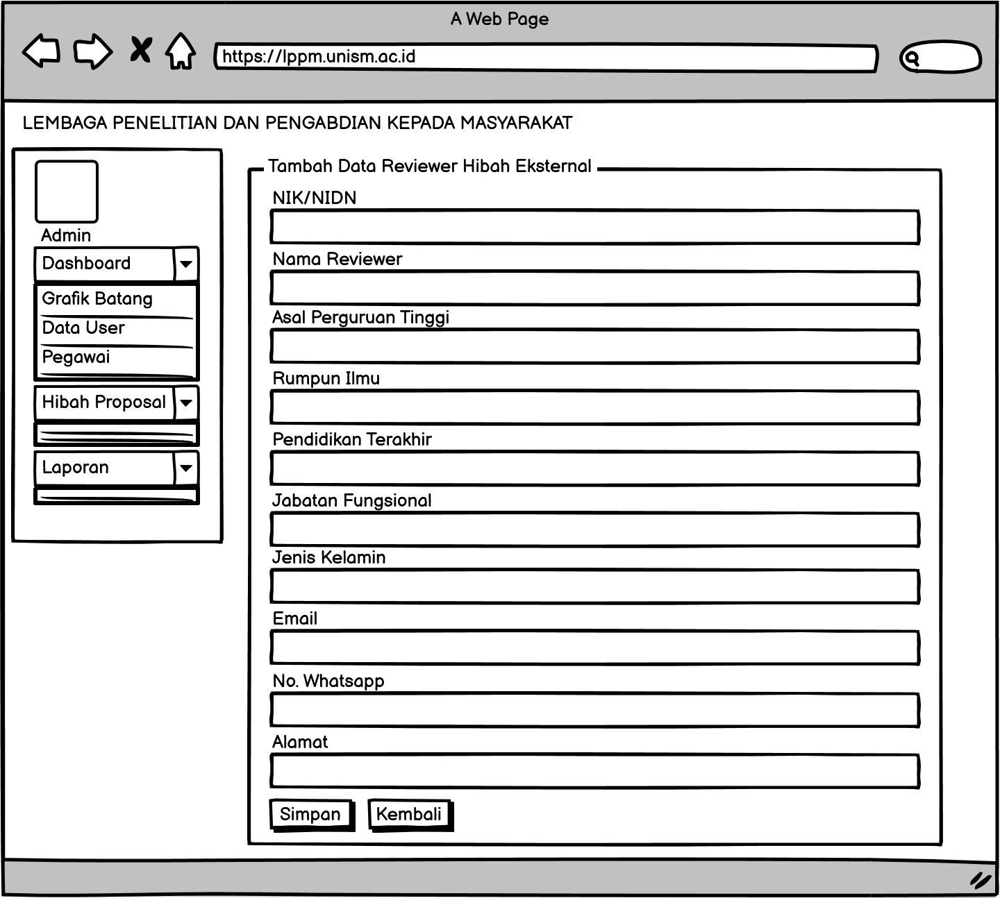 A Web Page
https://lppm.unism.ac.id
LEMBAGA PENELITIAN DAN PENGABDIAN KEPADA MASYARAKAT
Admin
Dashboard
Grafik Batang
Data User
Pegawai
Hibah Proposal
Laporan
Tambah Data Reviewer Hibah Eksternal
NIK/NIDN
Nama Reviewer
Asal Perguruan Tinggi
Rumpun Ilmu
Pendidikan Terakhir
Jabatan Fungsional
Jenis Kelamin
Email
No. Whatsapp
Alamat
Simpan Kembali